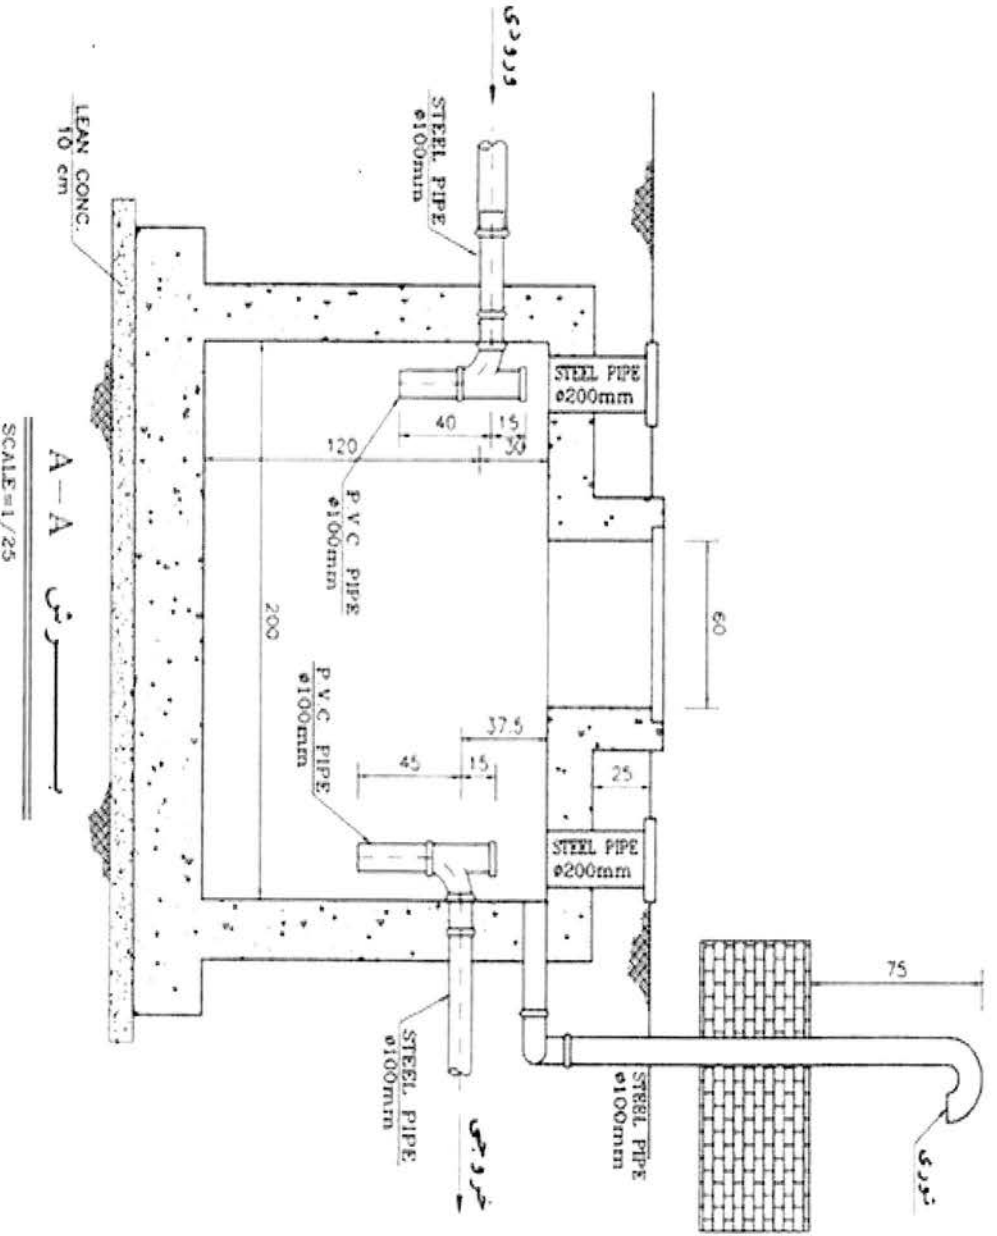 ورودی
STEEL PIPE
ø100mm
LEAN CONC.
10 cm
STEEL PIPE
ø200mm
40
15
120
30
P.V.C PIPE
ø100mm
60
200
P.V.C PIPE
ø100mm
37.5
45
15
25
STEEL PIPE
ø200mm
75
STEEL PIPE
ø100mm
STEEL PIPE
ø100mm
خروجی
توری
برش A—A
SCALE=1/25